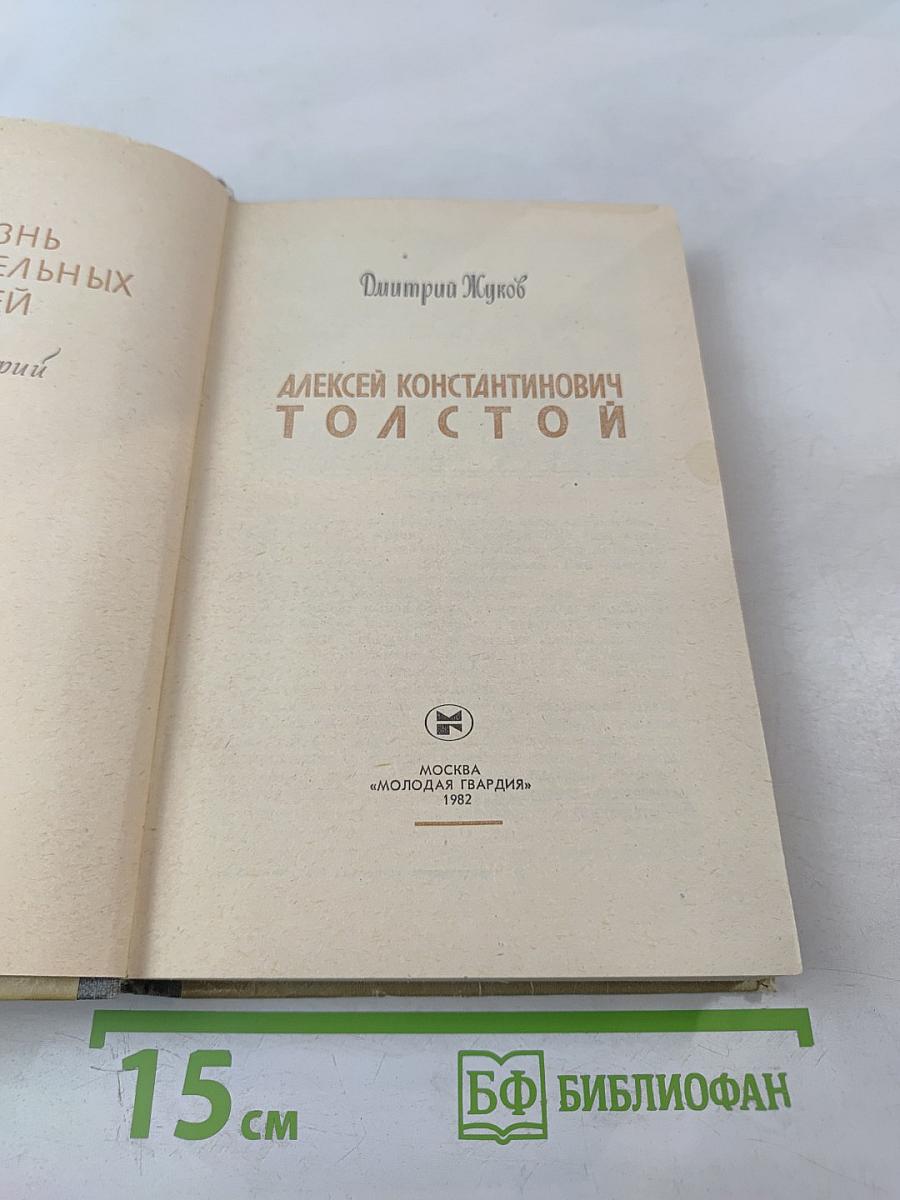 ЗНЬ
ЕЛЬНЫХ
ЕЙ
рий
Дмитрий Жуков
АЛЕКСЕЙ КОНСТАНТИНОВИЧ
ТОЛСТОЙ
МОСКВА
«МОЛОДАЯ ГВАРДИЯ»
1982
15 см
БФ БИБЛИОФАН